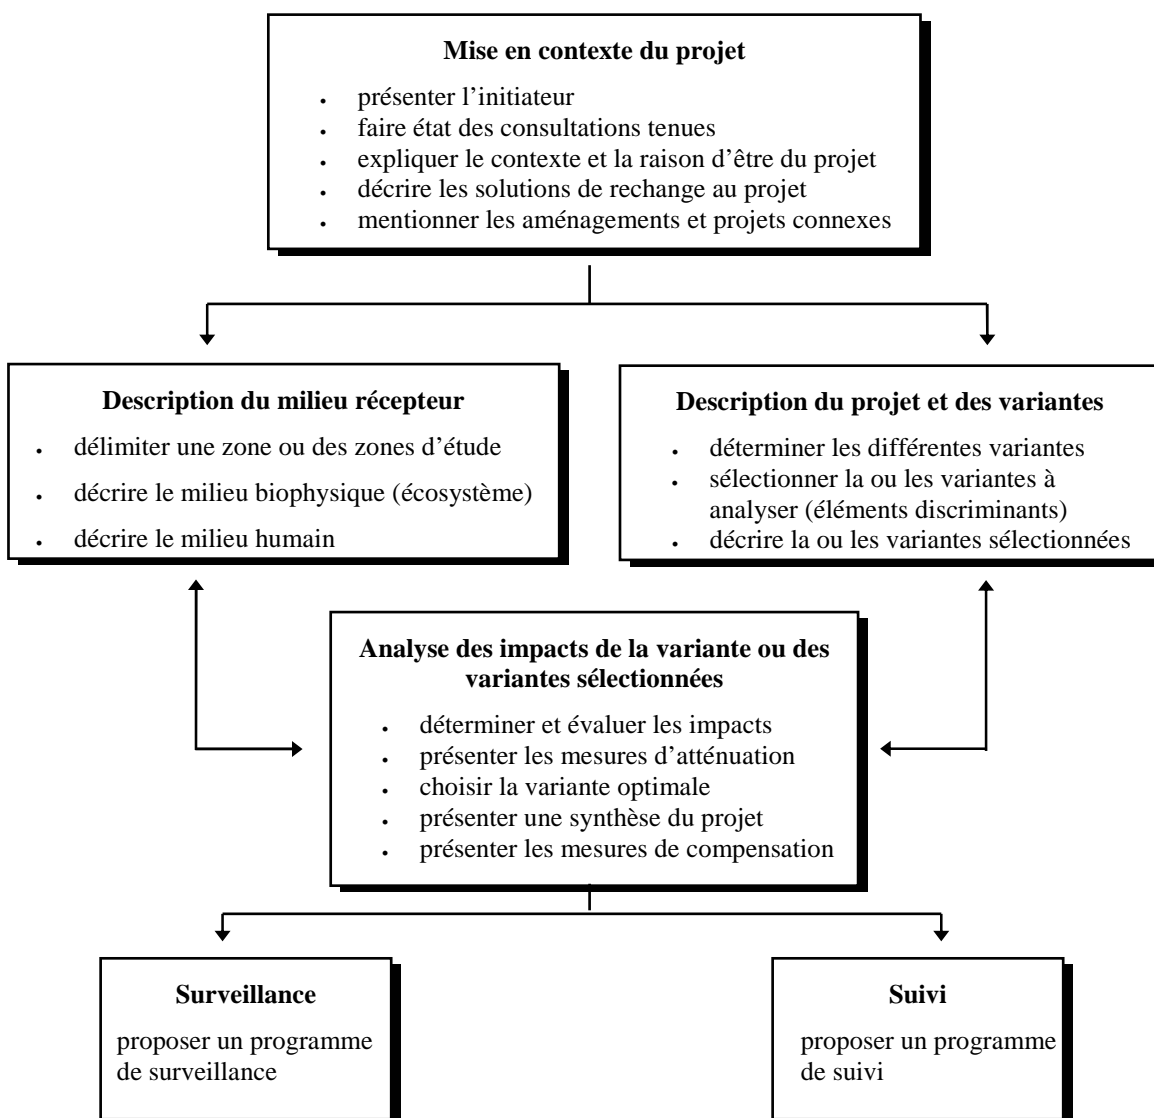 Mise en contexte du projet
• présenter l’initiateur
• faire état des consultations tenues
• expliquer le contexte et la raison d’être du projet
• décrire les solutions de rechange au projet
• mentionner les aménagements et projets connexes
Description du milieu récepteur
• délimiter une zone ou des zones d’étude
• décrire le milieu biophysique (écosystème)
• décrire le milieu humain
Description du projet et des variantes
• déterminer les différentes variantes
• sélectionner la ou les variantes à
analyser (éléments discriminants)
• décrire la ou les variantes sélectionnées
Analyse des impacts de la variante ou des
variantes sélectionnées
• déterminer et évaluer les impacts
• présenter les mesures d’atténuation
• choisir la variante optimale
• présenter une synthèse du projet
• présenter les mesures de compensation
Surveillance
proposer un programme
de surveillance
Suivi
proposer un programme
de suivi